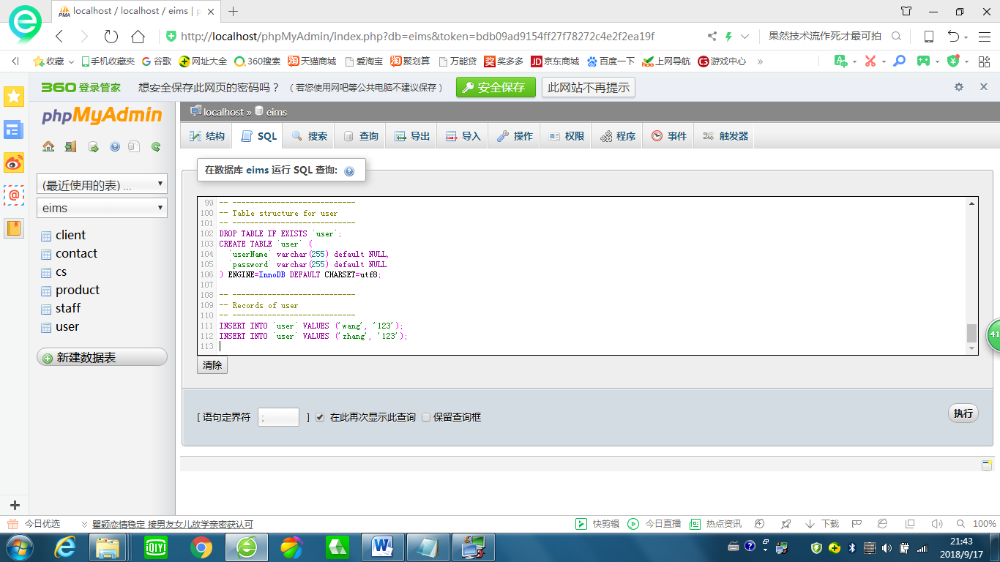 localhost / localhost / eims | p
http://localhost/phpMyAdmin/index.php?db=eims&token=bdb09ad9154ff27f78272c4e2f2ea19f
果然技术流作死才最可拍
收藏 手机收藏夹 谷歌 网址大全 360搜索 天猫商城 爱淘宝 聚划算 万能贷 奖多多 京东商城 百度一下 上网导航 游戏中心 »
360 登录管家 想安全保存此网页的密码吗？ （若您使用网吧等公共电脑不建议保存） 安全保存 此网站不再提示
phpMyAdmin
(最近使用的表) ...
eims
client
contact
cs
product
staff
user
新建数据表
localhost » eims
结构 SQL 搜索 查询 导出 导入 操作 权限 程序 事件 触发器
在数据库 eims 运行 SQL 查询:
99 -- ----------------------------
100 -- Table structure for user
101 -- ----------------------------
102 DROP TABLE IF EXISTS `user`;
103 CREATE TABLE `user` (
104 `userName` varchar(255) default NULL,
105 `password` varchar(255) default NULL
106 ) ENGINE=InnoDB DEFAULT CHARSET=utf8;
107
108 -- ----------------------------
109 -- Records of user
110 -- ----------------------------
111 INSERT INTO `user` VALUES ('wang', '123');
112 INSERT INTO `user` VALUES ('zhang', '123');
113
清除
[ 语句定界符 ; ] 在此再次显示此查询 保留查询框
执行
41
今日优选 瞿颖恋情稳定 接男友女儿放学亲密获认可
快剪辑 今日直播 热点资讯 下载 100%
QIY
21:43
2018/9/17